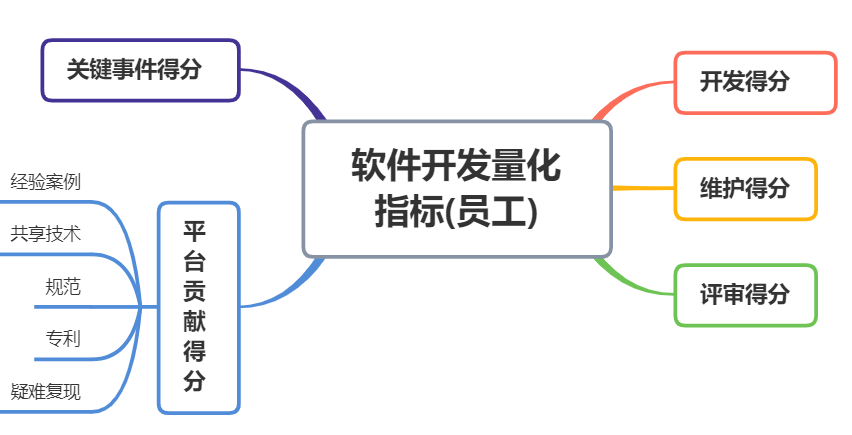 软件开发量化
指标(员工)
开发得分
维护得分
评审得分
关键事件得分
平台贡献得分
经验案例
共享技术
规范
专利
疑难复现